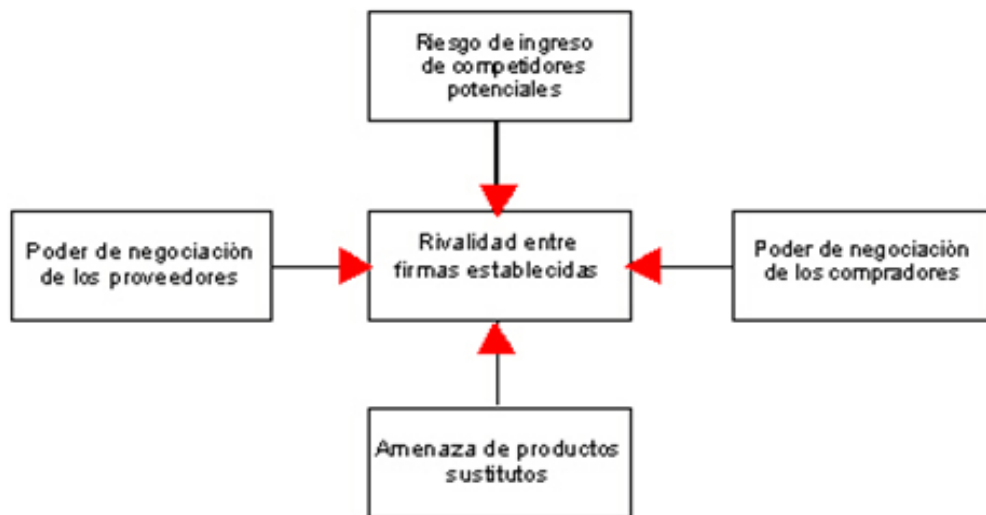 Riesgo de ingreso
de competidores
potenciales
Poder de negociación
de los proveedores
Rivalidad entre
firmas establecidas
Poder de negociación
de los compradores
Amenaza de productos
sustitutos